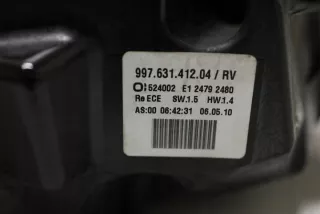 997.631.412.04 / RV
524002 E1 2479 2480
Re ECE SW.1.5 HW.1.4
AS:00 06:42:31 06.05.10